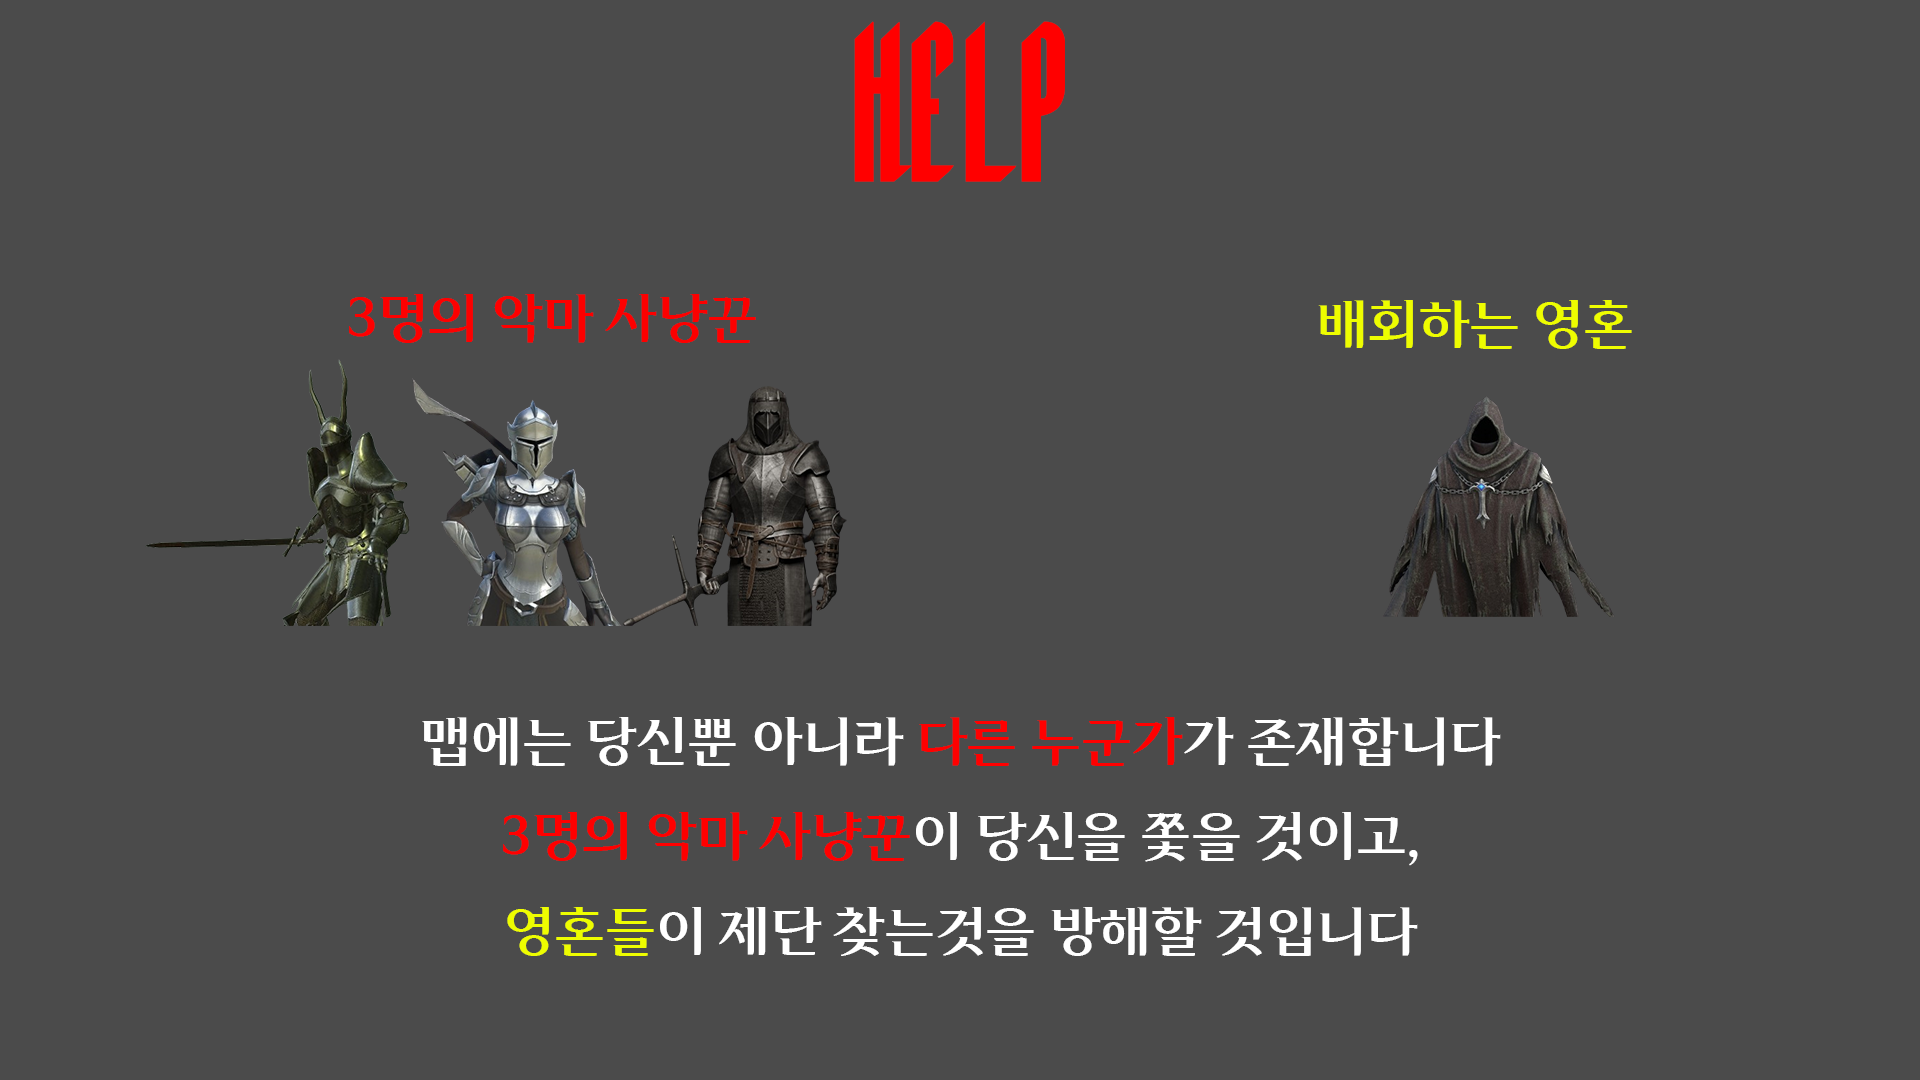 HELP
3명의 악마 사냥꾼
배회하는 영혼
맵에는 당신뿐 아니라 다른 누군가가 존재합니다
3명의 악마 사냥꾼이 당신을 쫓을 것이고,
영혼들이 제단 찾는것을 방해할 것입니다